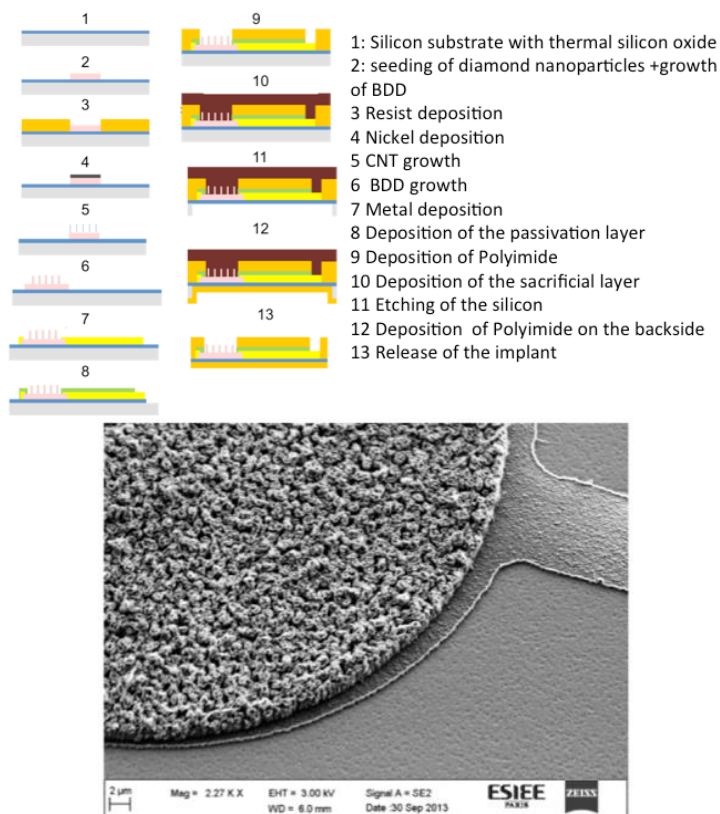 1
2
3
4
5
6
7
8
9
10
11
12
13
1: Silicon substrate with thermal silicon oxide
2: seeding of diamond nanoparticles +growth
of BDD
3 Resist deposition
4 Nickel deposition
5 CNT growth
6 BDD growth
7 Metal deposition
8 Deposition of the passivation layer
9 Deposition of Polyimide
10 Deposition of the sacrificial layer
11 Etching of the silicon
12 Deposition of Polyimide on the backside
13 Release of the implant
2 µm
Mag = 2.27 K X
EHT = 3.00 kV
WD = 6.0 mm
Signal A = SE2
Date :30 Sep 2013
ESIEE
PARIS
ZEISS